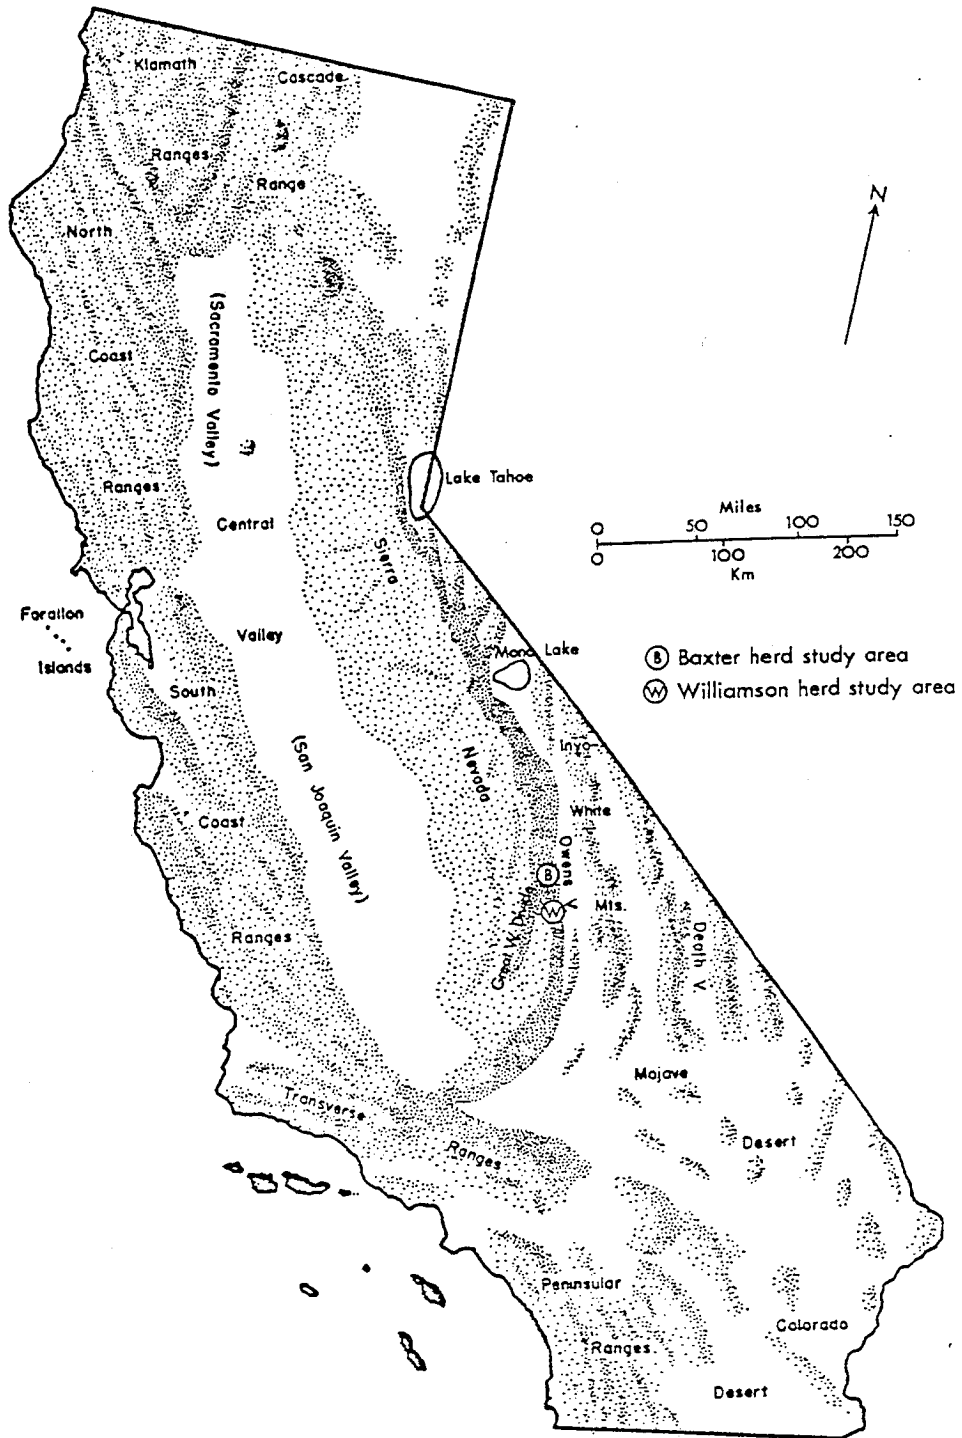 Klamath
Cascade
Ranges
Range
North
(Sacramento Valley)
Coast
Ranges
Central
Lake Tahoe
Sierra
N
Miles
0 50 100 150
0 100 200
Km
Farallon
Islands
Valley
Mono Lake
South
B Baxter herd study area
W Williamson herd study area
(San Joaquin Valley)
Nevada
Inyo-
White
Coast
Owens V.
B
Mts.
W
Great W. Divide
Ranges
Death V.
Mojave
Desert
Transverse
Ranges
Peninsular
Ranges
Colorado
Desert